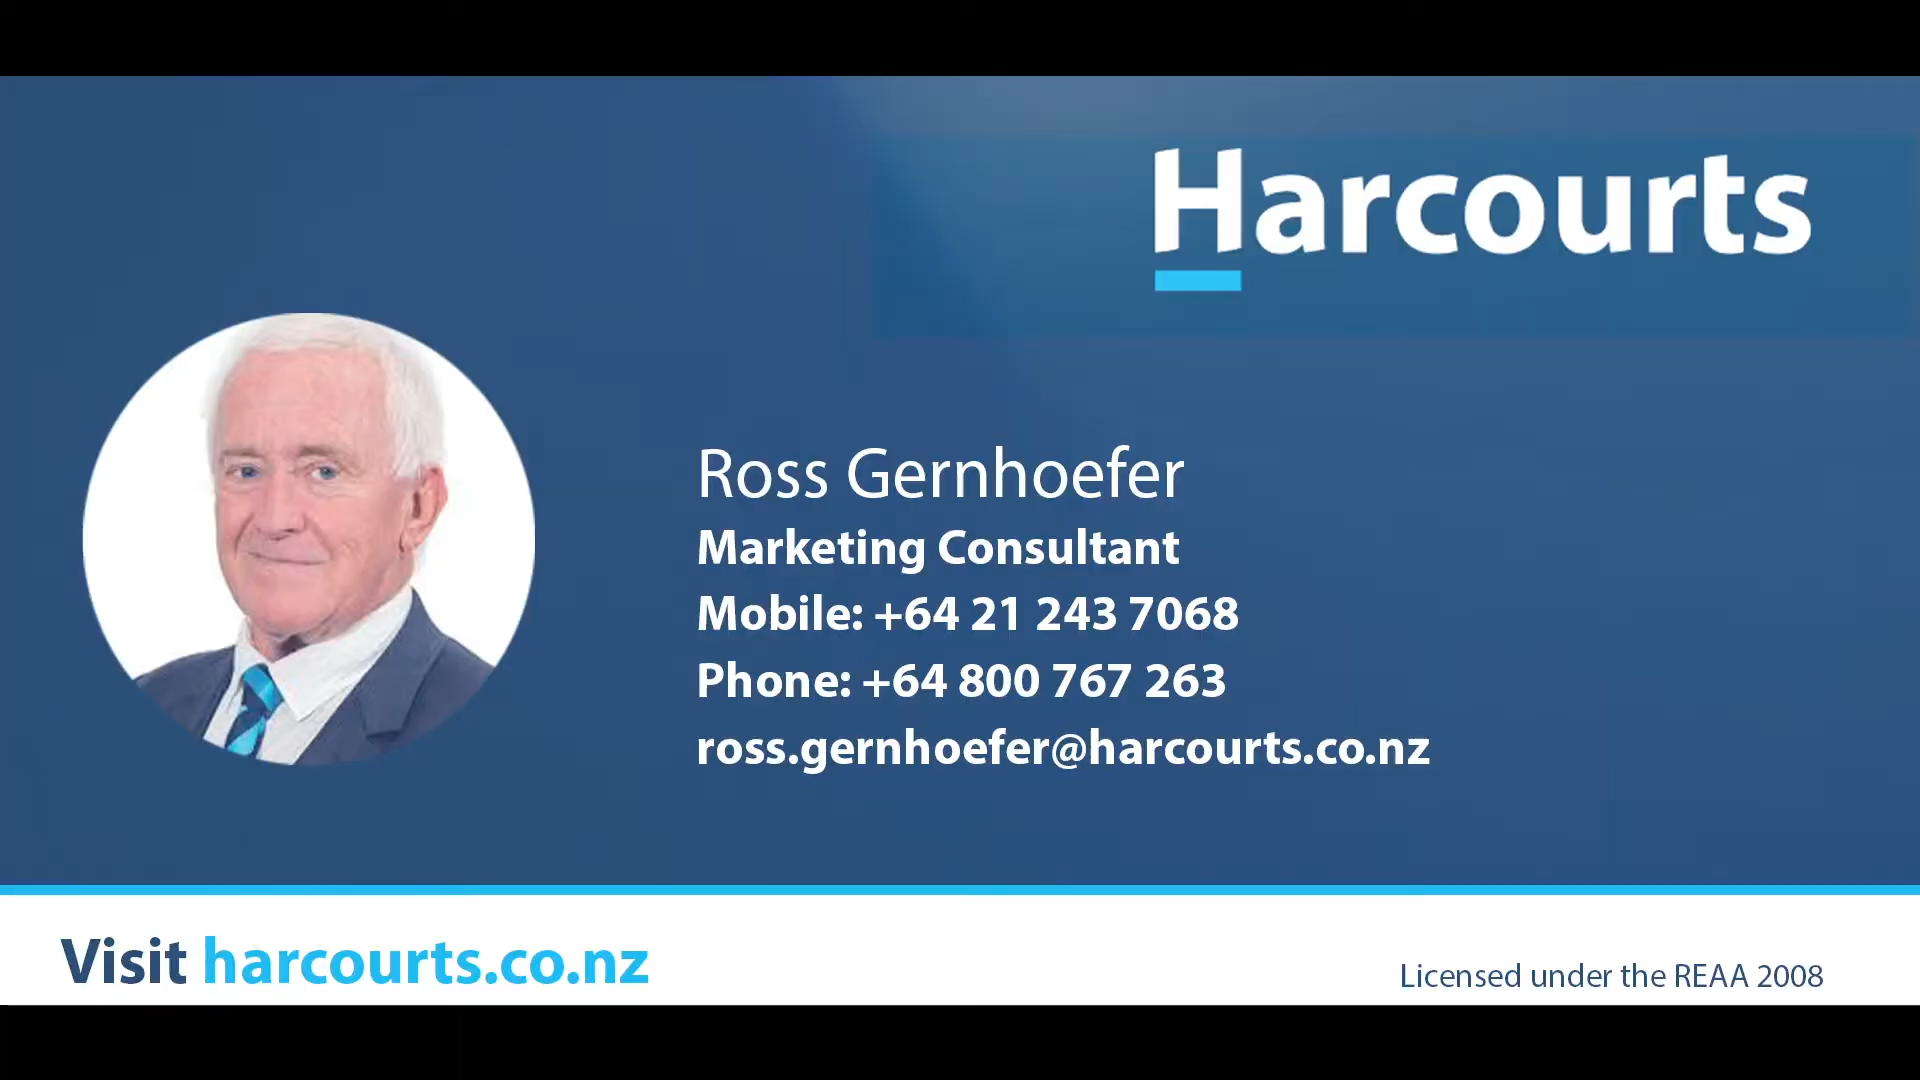 Harcourts
Ross Gernhoefer
Marketing Consultant
Mobile: +64 21 243 7068
Phone: +64 800 767 263
ross.gernhoefer@harcourts.co.nz
Visit harcourts.co.nz
Licensed under the REAA 2008